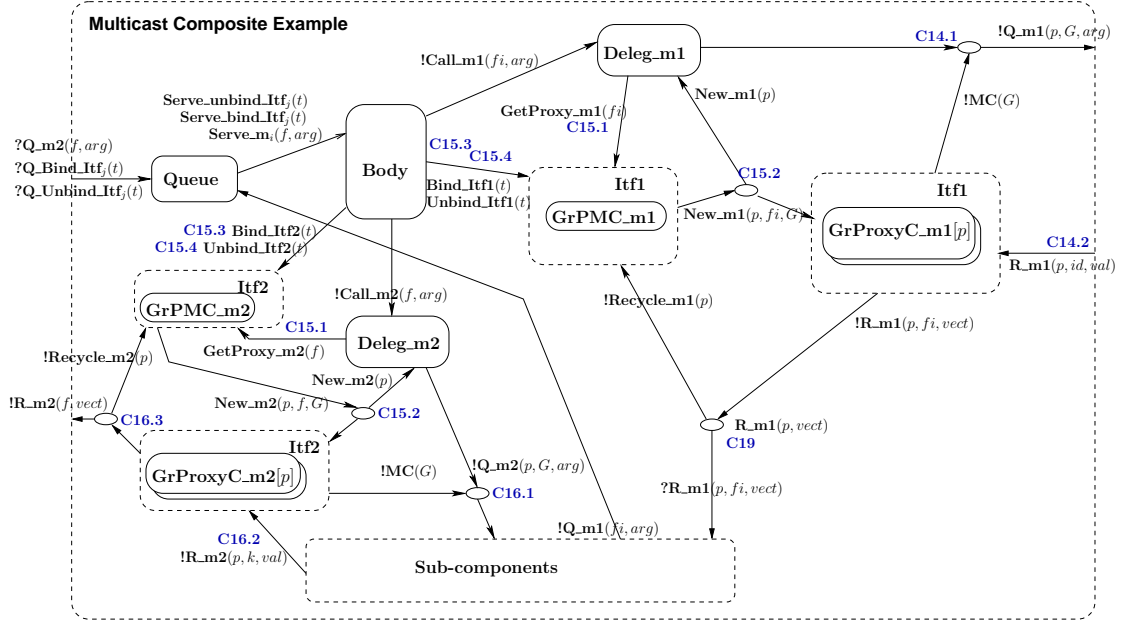 Multicast Composite Example
!Q_m1(p, G, arg)
C14.1
Deleg_m1
!Call_m1(fi, arg)
New_m1(p)
!MC(G)
Serve_unbind_Itf_j(t)
Serve_bind_Itf_j(t)
Serve_m_i(f, arg)
GetProxy_m1(fi)
C15.1
?Q_m2(f, arg)
?Q_Bind_Itf_j(t)
?Q_Unbind_Itf_j(t)
Queue
Body
C15.3
C15.4
Bind_Itf1(t)
Unbind_Itf1(t)
Itf1
GrPMC_m1
C15.2
New_m1(p, fi, G)
Itf1
GrProxyC_m1[p]
C14.2
R_m1(p, id, val)
C15.3 Bind_Itf2(t)
C15.4 Unbind_Itf2(t)
Itf2
GrPMC_m2
!Call_m2(f, arg)
!Recycle_m1(p)
!R_m1(p, fi, vect)
C15.1
GetProxy_m2(f)
Deleg_m2
!Recycle_m2(p)
New_m2(p)
New_m2(p, f, G)
C15.2
!R_m2(f, vect)
C16.3
R_m1(p, vect)
C19
Itf2
GrProxyC_m2[p]
!MC(G)
!Q_m2(p, G, arg)
C16.1
?R_m1(p, fi, vect)
!Q_m1(fi, arg)
C16.2
!R_m2(p, k, val)
Sub-components